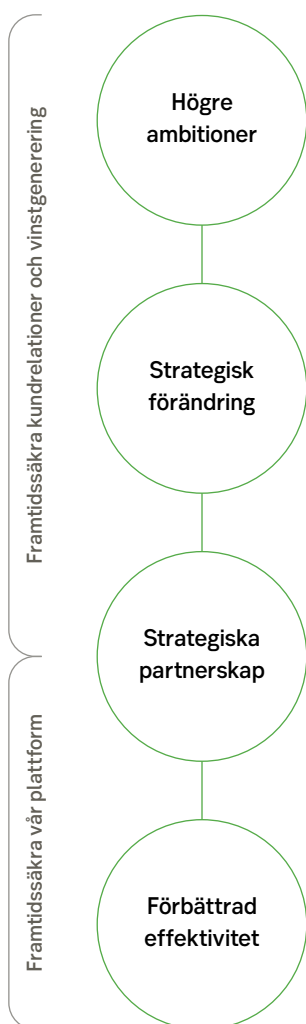 Framtidssäkra kundrelationer och vinstgenerering
Högre
ambitioner
Strategisk
förändring
Strategiska
partnerskap
Framtidssäkra vår plattform
Förbättrad
effektivitet